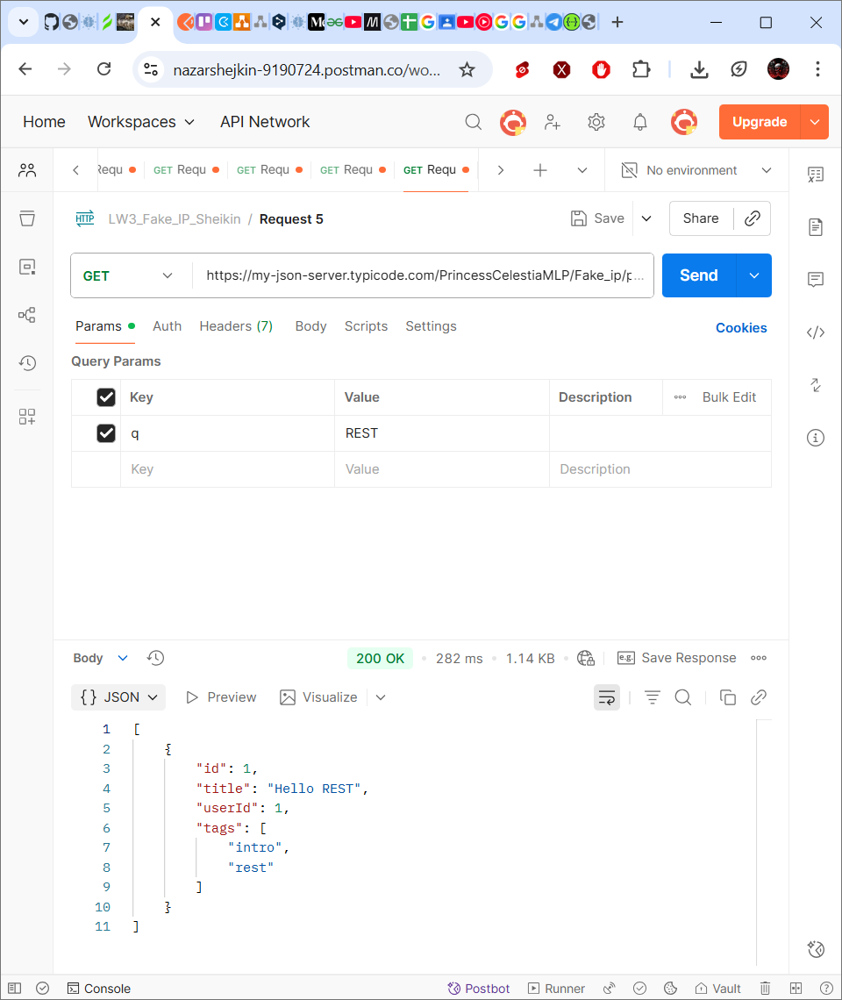 nazarshejkin-9190724.postman.co/wo...
Home Workspaces API Network Upgrade
Requ GET Requ GET Requ GET Requ GET Requ No environment
HTTP LW3_Fake_IP_Sheikin / Request 5 Save Share
GET https://my-json-server.typicode.com/PrincessCelestiaMLP/Fake_ip/p... Send
Params Auth Headers (7) Body Scripts Settings Cookies
Query Params
Key Value Description Bulk Edit
q REST
Key Value Description
Body 200 OK 282 ms 1.14 KB e.g. Save Response
{} JSON Preview Visualize
1 [
2 {
3 "id": 1,
4 "title": "Hello REST",
5 "userId": 1,
6 "tags": [
7 "intro",
8 "rest"
9 ]
10 }
11 ]
Console Postbot Runner Vault